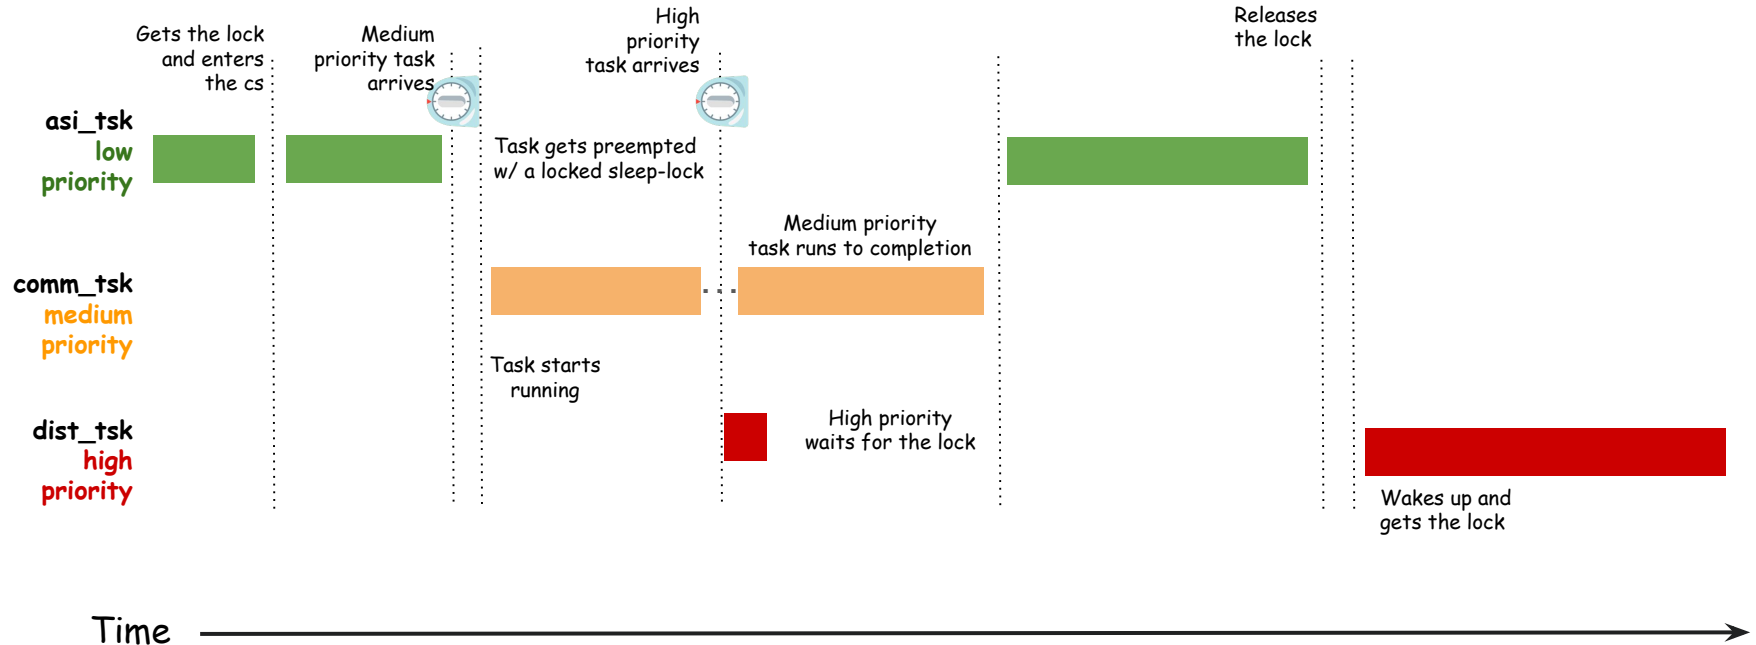 Gets the lock
and enters
the cs
Medium
priority task
arrives
High
priority
task arrives
Releases
the lock
asi_tsk
low
priority
Task gets preempted
w/ a locked sleep-lock
Medium priority
task runs to completion
comm_tsk
medium
priority
Task starts
running
dist_tsk
high
priority
High priority
waits for the lock
Wakes up and
gets the lock
Time